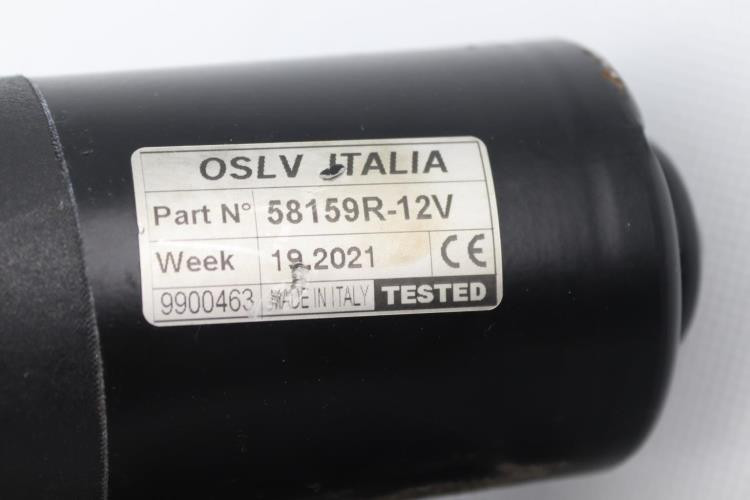 OSLV ITALIA
Part N° 58159R-12V
Week 19.2021 CE
9900463 MADE IN ITALY TESTED